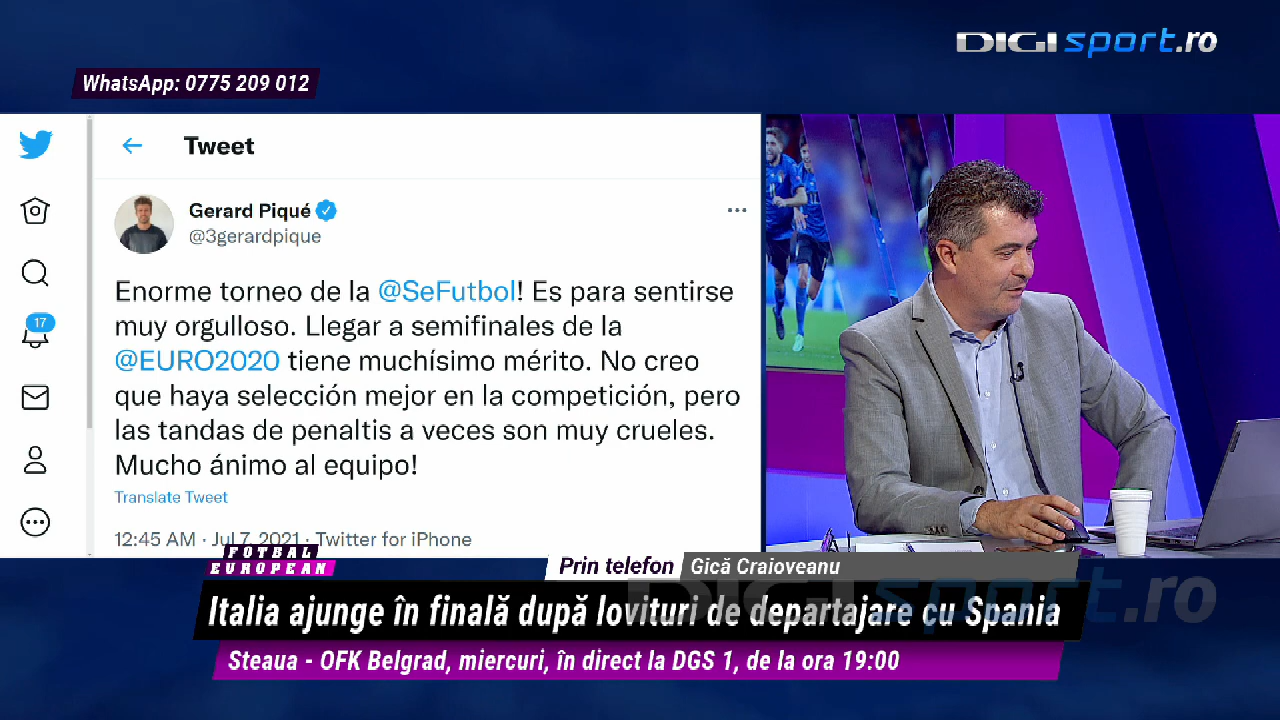 DIGI sport.ro
WhatsApp: 0775 209 012
Tweet
Gerard Piqué
@3gerardpique
17
Enorme torneo de la @SeFutbol! Es para sentirse
muy orgulloso. Llegar a semifinales de la
@EURO2020 tiene muchísimo mérito. No creo
que haya selección mejor en la competición, pero
las tandas de penaltis a veces son muy crueles.
Mucho ánimo al equipo!
Translate Tweet
12:45 AM · Jul 7, 2021 · Twitter for iPhone
FOTBAL
EUROPEAN
Prin telefon Gică Craioveanu
DIGI sport.ro
Italia ajunge în finală după lovituri de departajare cu Spania
Steaua - OFK Belgrad, miercuri, în direct la DGS 1, de la ora 19:00